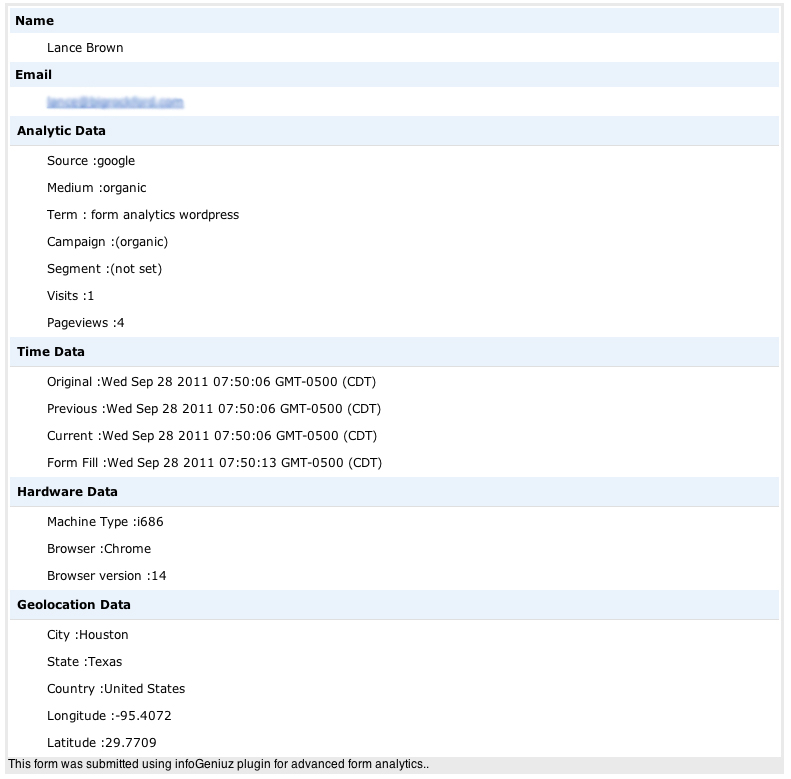 Name
Lance Brown
Email
Analytic Data
Source :google
Medium :organic
Term : form analytics wordpress
Campaign :(organic)
Segment :(not set)
Visits :1
Pageviews :4
Time Data
Original :Wed Sep 28 2011 07:50:06 GMT-0500 (CDT)
Previous :Wed Sep 28 2011 07:50:06 GMT-0500 (CDT)
Current :Wed Sep 28 2011 07:50:06 GMT-0500 (CDT)
Form Fill :Wed Sep 28 2011 07:50:13 GMT-0500 (CDT)
Hardware Data
Machine Type :i686
Browser :Chrome
Browser version :14
Geolocation Data
City :Houston
State :Texas
Country :United States
Longitude :-95.4072
Latitude :29.7709
This form was submitted using infoGeniuz plugin for advanced form analytics..